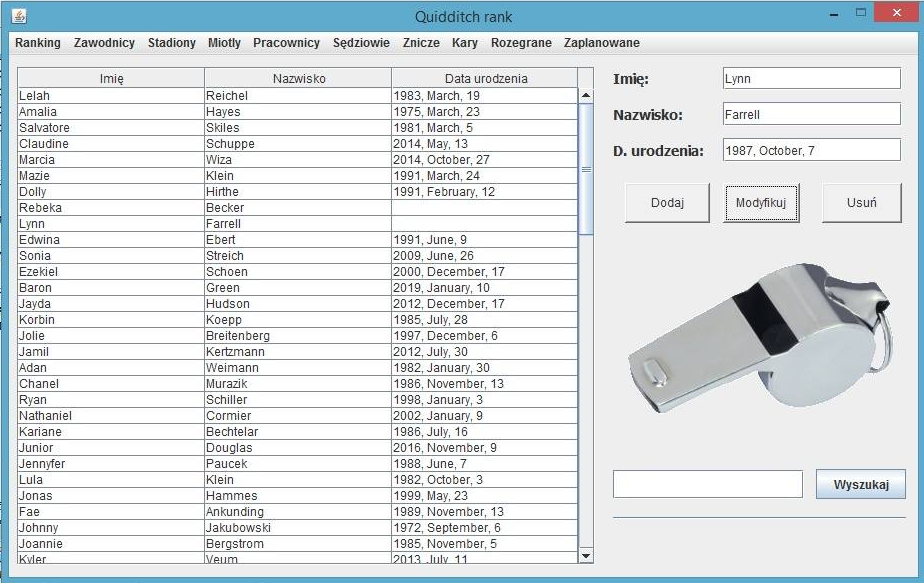 Quidditch rank
Ranking Zawodnicy Stadiony Miotly Pracownicy Sędziowie Znicze Kary Rozegrane Zaplanowane
Imię Nazwisko Data urodzenia
Lelah Reichel 1983, March, 19
Amalia Hayes 1975, March, 23
Salvatore Skiles 1981, March, 5
Claudine Schuppe 2014, May, 13
Marcia Wiza 2014, October, 27
Mazie Klein 1991, March, 24
Dolly Hirthe 1991, February, 12
Rebeka Becker
Lynn Farrell
Edwina Ebert 1991, June, 9
Sonia Streich 2009, June, 26
Ezekiel Schoen 2000, December, 17
Baron Green 2019, January, 10
Jayda Hudson 2012, December, 17
Korbin Koepp 1985, July, 28
Jolie Breitenberg 1997, December, 6
Jamil Kertzmann 2012, July, 30
Adan Weimann 1982, January, 30
Chanel Murazik 1986, November, 13
Ryan Schiller 1998, January, 3
Nathaniel Cormier 2002, January, 9
Kariane Bechtelar 1986, July, 16
Junior Douglas 2016, November, 9
Jennyfer Paucek 1988, June, 7
Lula Klein 1982, October, 3
Jonas Hammes 1999, May, 23
Fae Ankunding 1989, November, 13
Johnny Jakubowski 1972, September, 6
Joannie Bergstrom 1985, November, 5
Kyler Veum 2013, July, 11
Imię: Lynn
Nazwisko: Farrell
D. urodzenia: 1987, October, 7
Dodaj Modyfikuj Usuń
Wyszukaj